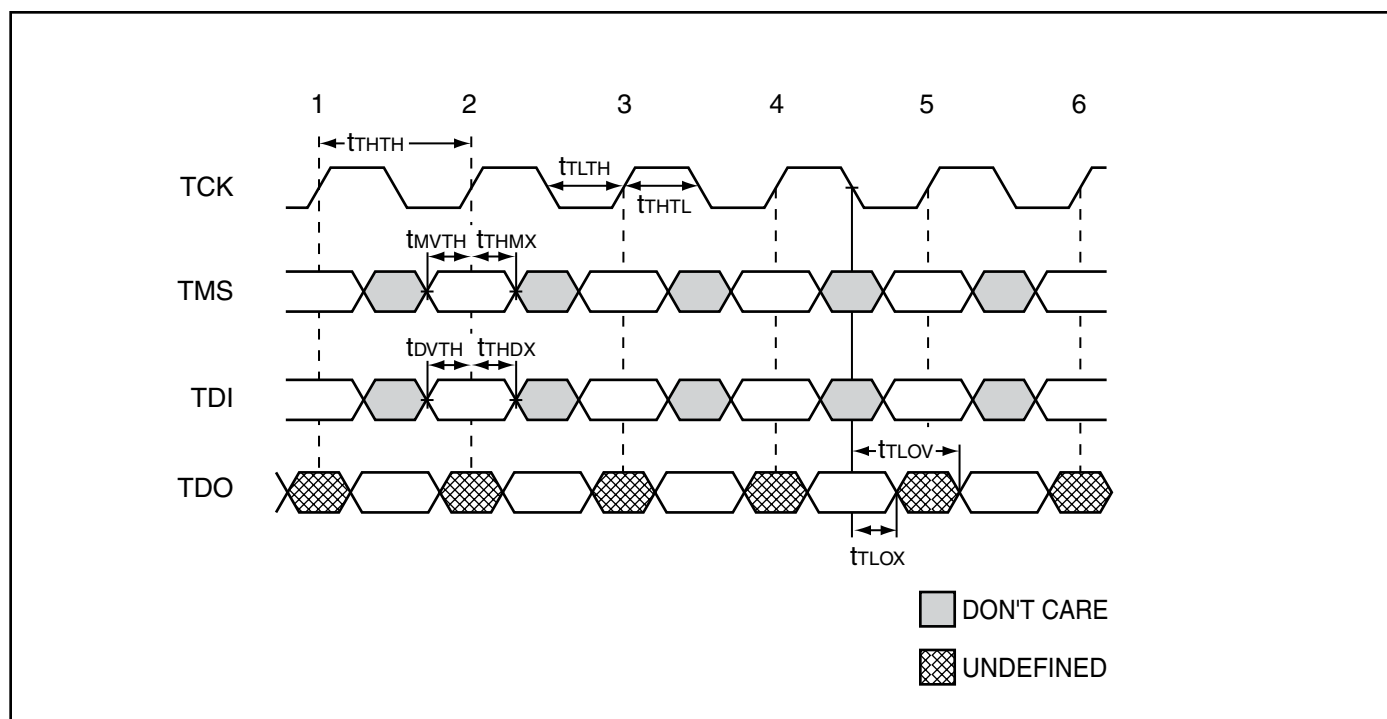 1 2 3 4 5 6
tTHTH
tTLTH
TCK
tTHTL
tMVTH tTHMX
TMS
tDVTH tTHDX
TDI
tTLOV
TDO
tTLOX
DON'T CARE
UNDEFINED